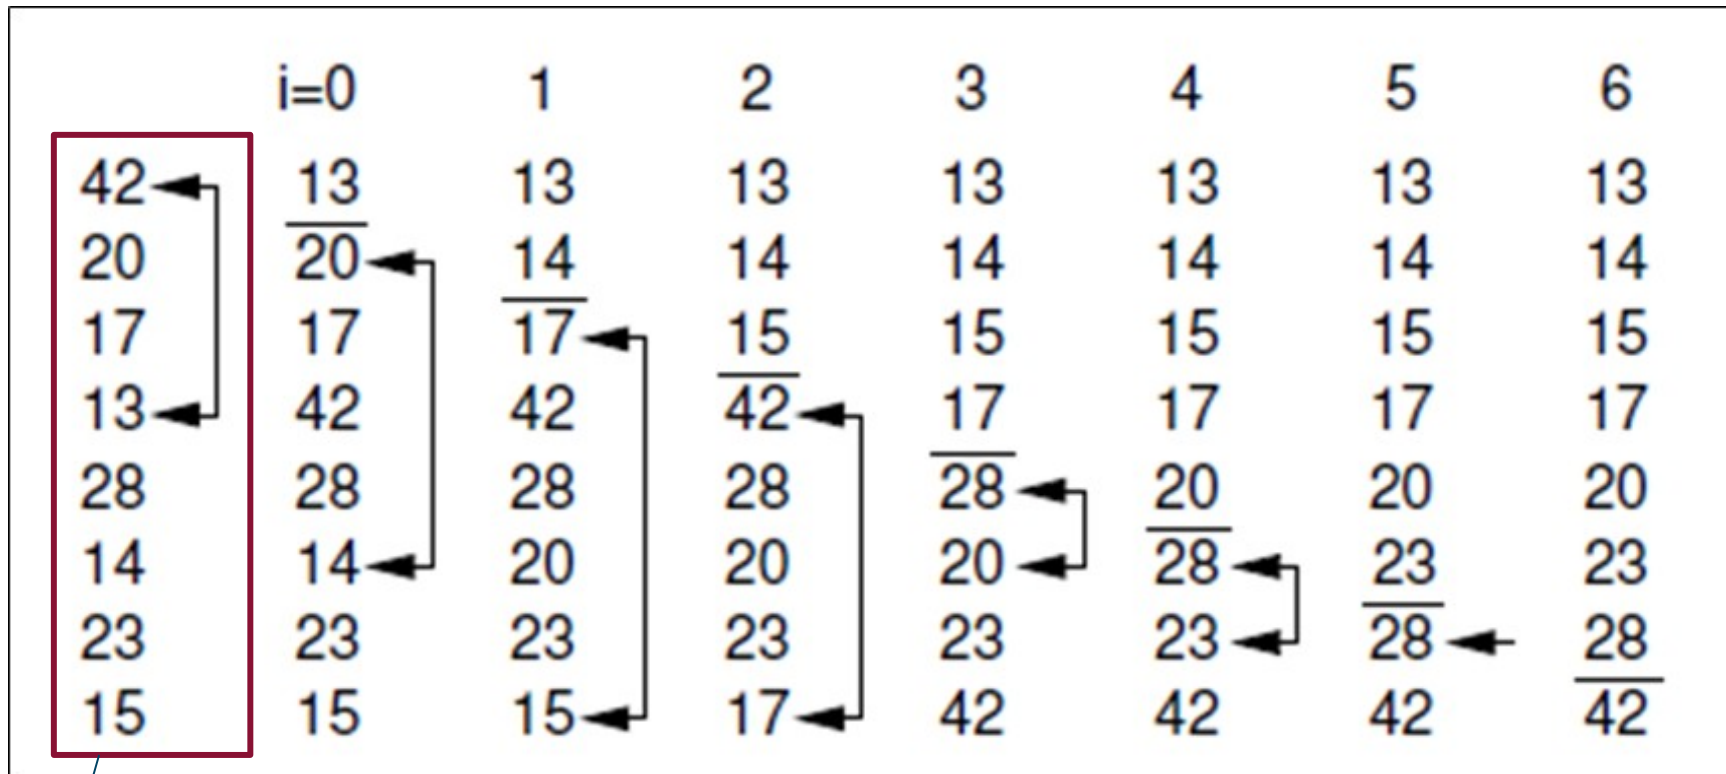 i=0 1 2 3 4 5 6
42 13 13 13 13 13 13 13
20 20 14 14 14 14 14 14
17 17 17 15 15 15 15 15
13 42 42 42 17 17 17 17
28 28 28 28 28 20 20 20
14 14 20 20 20 28 23 23
23 23 23 23 23 23 28 28
15 15 15 17 42 42 42 42